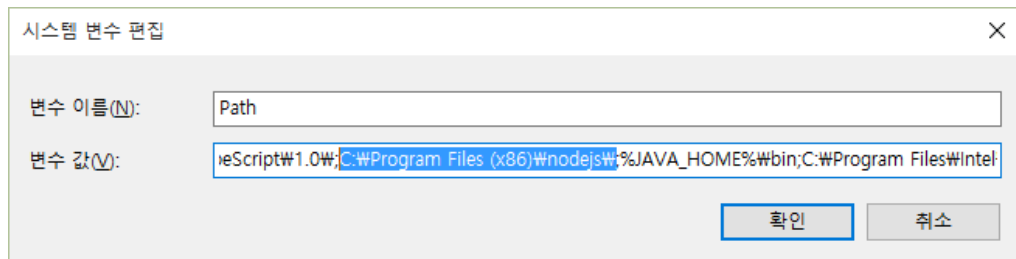 시스템 변수 편집
변수 이름(N): Path
변수 값(V): eScript₩1.0₩;C:₩Program Files (x86)₩nodejs₩;%JAVA_HOME%₩bin;C:₩Program Files₩Intel
확인 취소